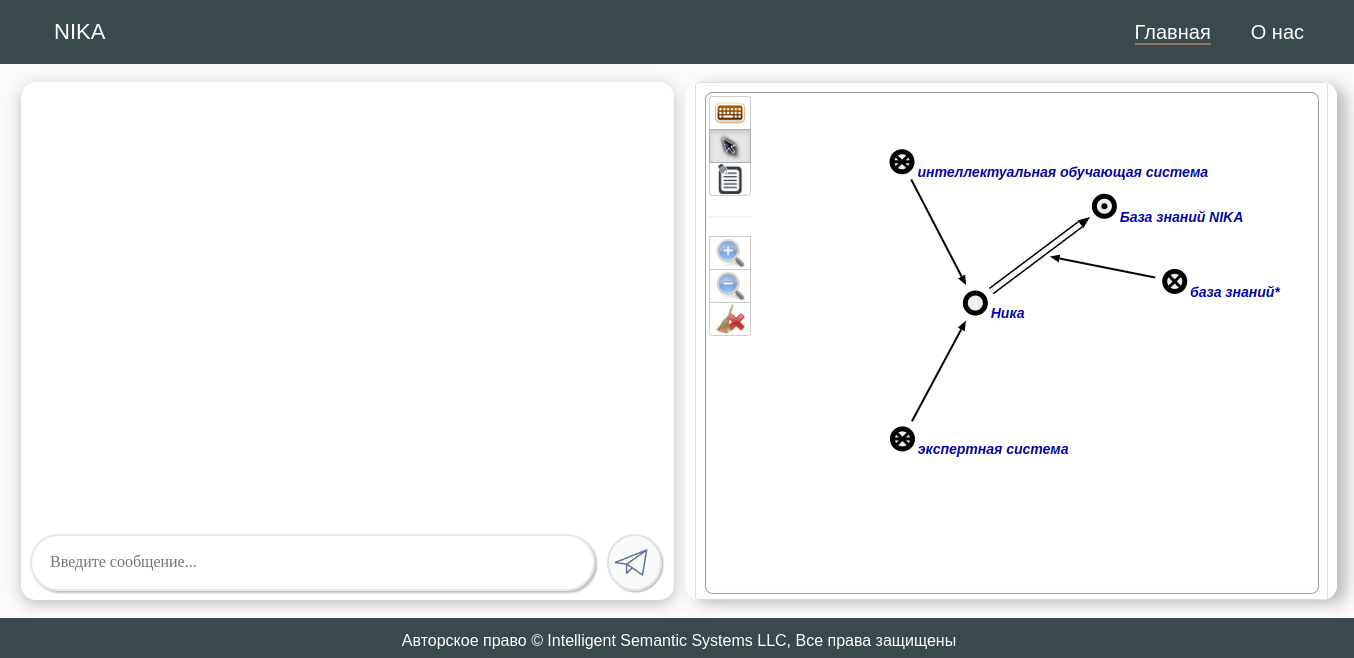 NIKA
Главная
О нас
интеллектуальная обучающая система
База знаний NIKA
база знаний*
Ника
экспертная система
Введите сообщение...
Авторское право © Intelligent Semantic Systems LLC, Все права защищены